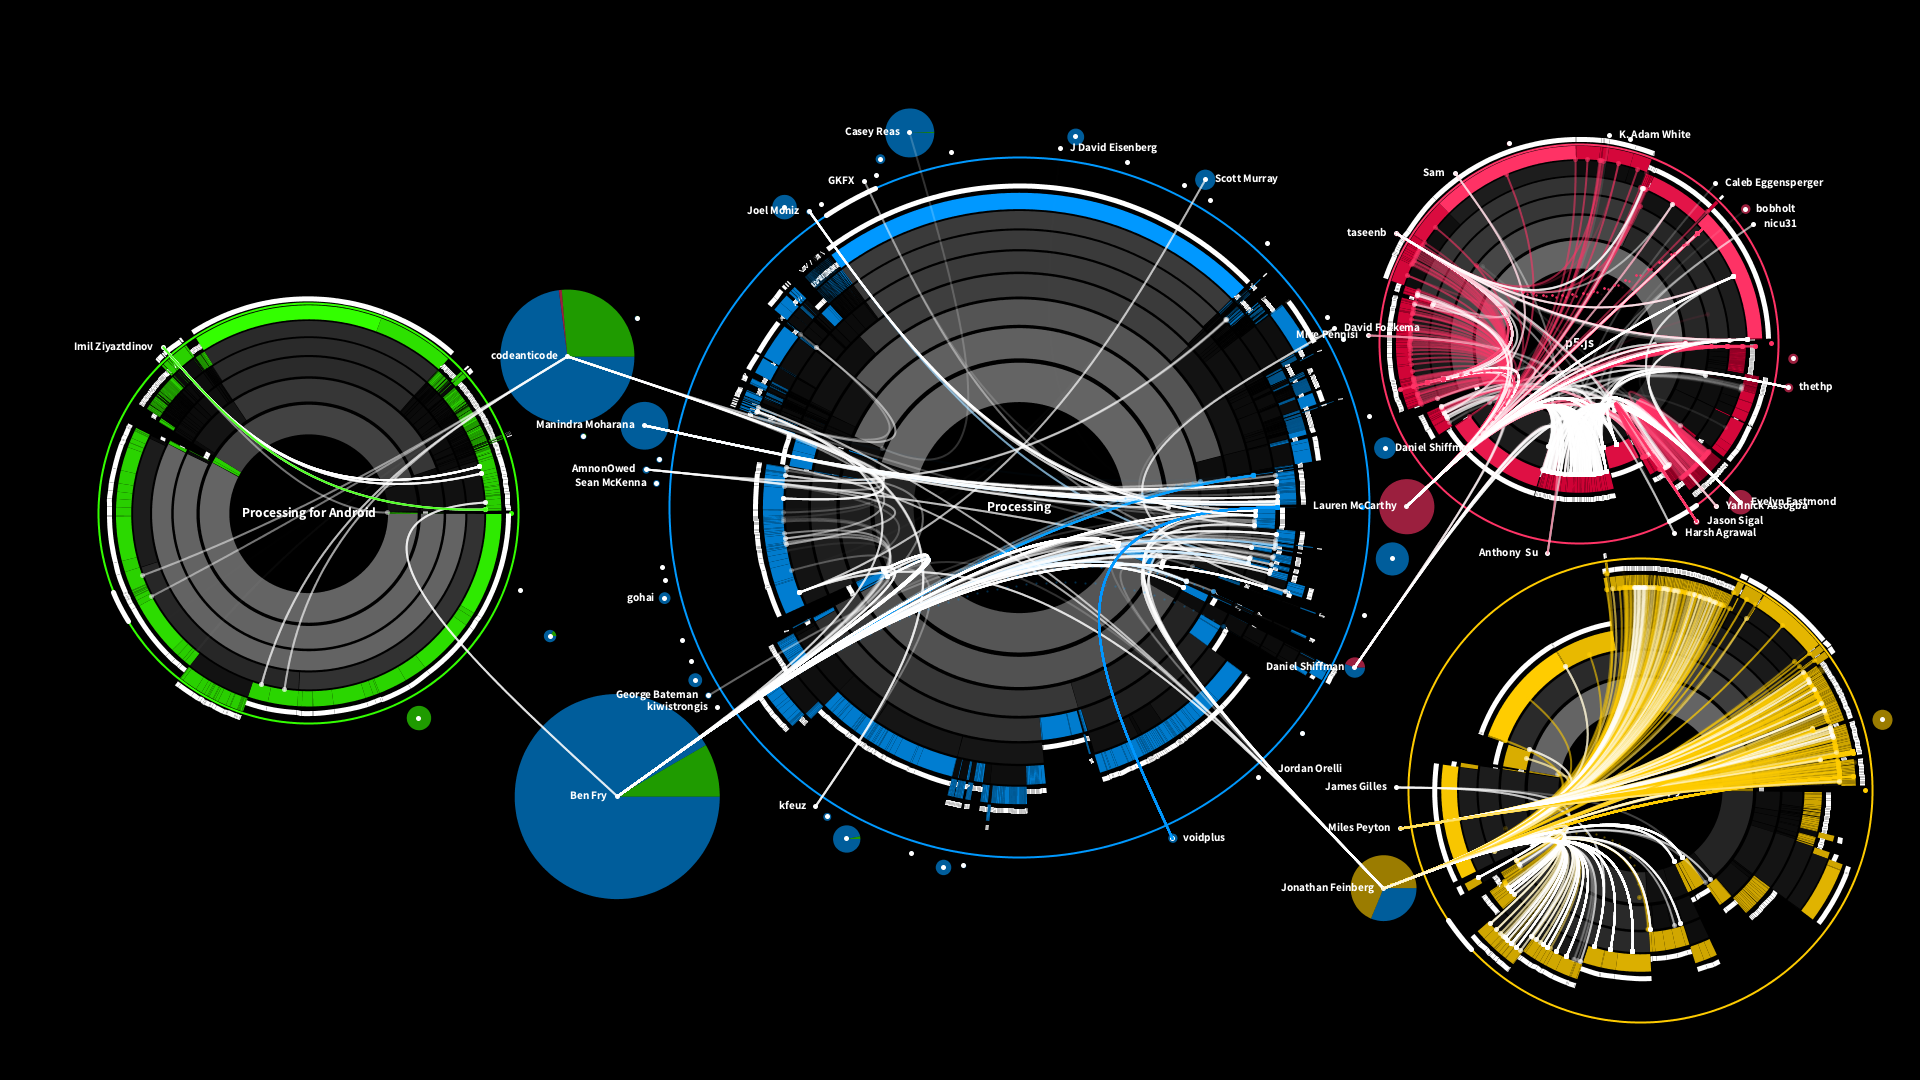 Casey Reas
K. Adam White
J David Eisenberg
Sam
GKFX
Scott Murray
Caleb Eggensperger
Joel Moniz
bobholt
nicu31
taseenb
David Fokkema
Mike Pennisi
p5.js
Imil Ziyaztdinov
codeanticode
thethp
Manindra Moharana
Daniel Shiffman
AmnonOwed
Sean McKenna
Evelyn Eastmond
Yannick Assogba
Lauren McCarthy
Processing
Processing for Android
Jason Sigal
Harsh Agrawal
Anthony Su
gohai
Daniel Shiffman
George Bateman
kiwistrongis
Jordan Orelli
James Gilles
Ben Fry
kfeuz
Miles Peyton
voidplus
Jonathan Feinberg